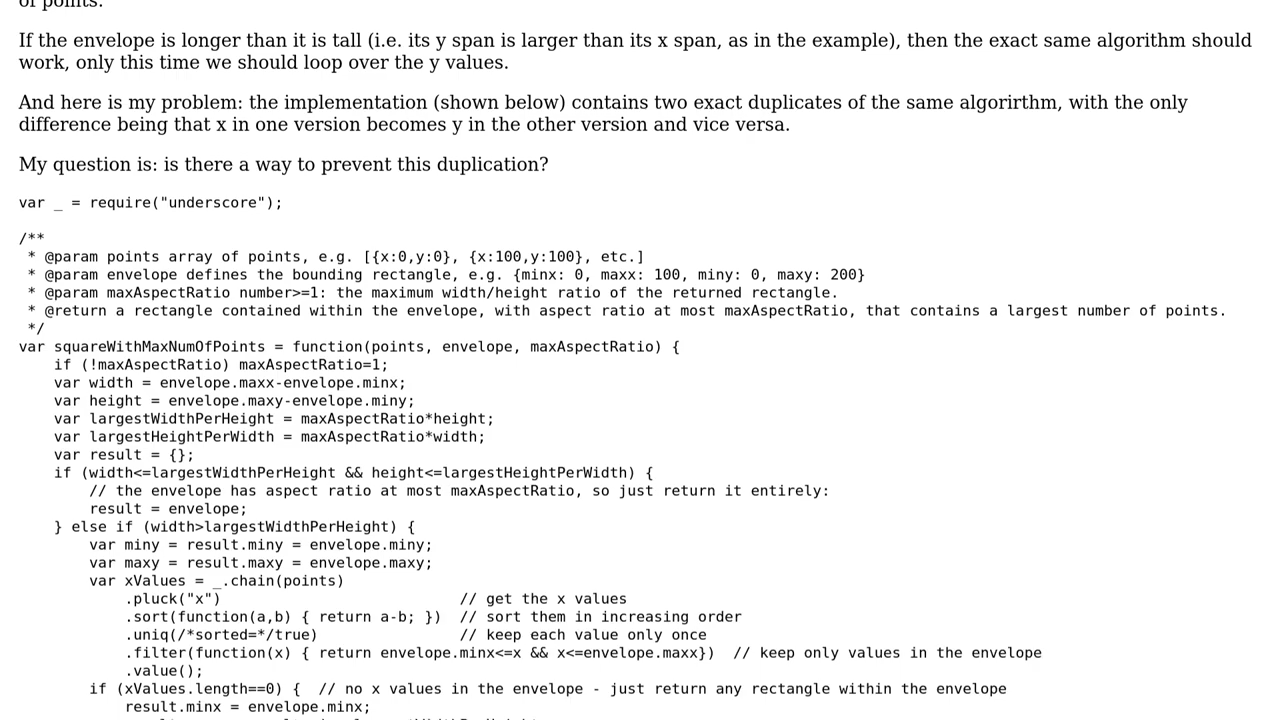 of points.
If the envelope is longer than it is tall (i.e. its y span is larger than its x span, as in the example), then the exact same algorithm should
work, only this time we should loop over the y values.
And here is my problem: the implementation (shown below) contains two exact duplicates of the same algorirthm, with the only
difference being that x in one version becomes y in the other version and vice versa.
My question is: is there a way to prevent this duplication?
var _ = require("underscore");
/**
 * @param points array of points, e.g. [{x:0,y:0}, {x:100,y:100}, etc.]
 * @param envelope defines the bounding rectangle, e.g. {minx: 0, maxx: 100, miny: 0, maxy: 200}
 * @param maxAspectRatio number>=1: the maximum width/height ratio of the returned rectangle.
 * @return a rectangle contained within the envelope, with aspect ratio at most maxAspectRatio, that contains a largest number of points.
 */
var squareWithMaxNumOfPoints = function(points, envelope, maxAspectRatio) {
    if (!maxAspectRatio) maxAspectRatio=1;
    var width = envelope.maxx-envelope.minx;
    var height = envelope.maxy-envelope.miny;
    var largestWidthPerHeight = maxAspectRatio*height;
    var largestHeightPerWidth = maxAspectRatio*width;
    var result = {};
    if (width<=largestWidthPerHeight && height<=largestHeightPerWidth) {
        // the envelope has aspect ratio at most maxAspectRatio, so just return it entirely:
        result = envelope;
    } else if (width>largestWidthPerHeight) {
        var miny = result.miny = envelope.miny;
        var maxy = result.maxy = envelope.maxy;
        var xValues = _.chain(points)
            .pluck("x")                           // get the x values
            .sort(function(a,b) { return a-b; })  // sort them in increasing order
            .uniq(/*sorted=*/true)                // keep each value only once
            .filter(function(x) { return envelope.minx<=x && x<=envelope.maxx})  // keep only values in the envelope
            .value();
        if (xValues.length==0) {  // no x values in the envelope - just return any rectangle within the envelope
            result.minx = envelope.minx;